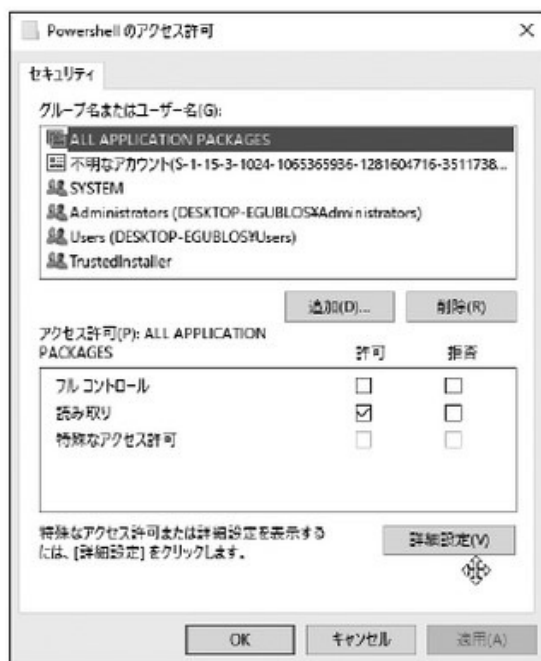 Powershell のアクセス許可
セキュリティ
グループ名またはユーザー名(G):
ALL APPLICATION PACKAGES
不明なアカウント(S-1-15-3-1024-1065365936-1281604716-3511738...
SYSTEM
Administrators (DESKTOP-EGUBLOS¥Administrators)
Users (DESKTOP-EGUBLOS¥Users)
TrustedInstaller
追加(D)... 削除(R)
アクセス許可(P): ALL APPLICATION
PACKAGES 許可 拒否
フル コントロール
読み取り
特殊なアクセス許可
特殊なアクセス許可または詳細設定を表示する
には、[詳細設定] をクリックします。
詳細設定(V)
OK キャンセル 適用(A)